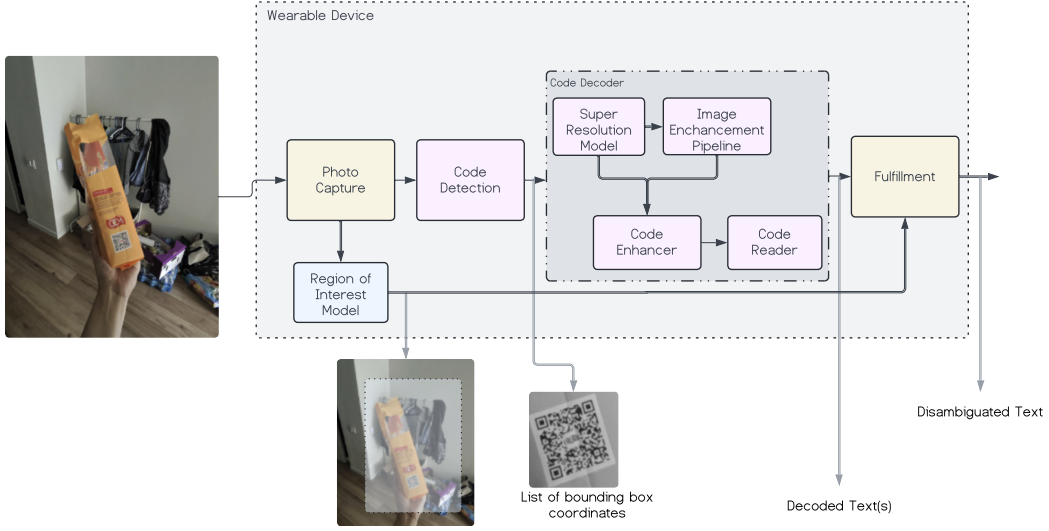 Wearable Device
Code Decoder
Super
Resolution
Model
Image
Enchancement
Pipeline
Photo
Capture
Code
Detection
Fulfillment
Code
Enhancer
Code
Reader
Region of
Interest
Model
Disambiguated Text
List of bounding box
coordinates
Decoded Text(s)